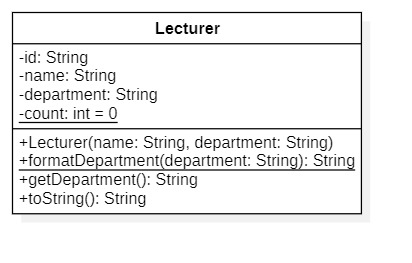 Lecturer
-id: String
-name: String
-department: String
-count: int = 0
+Lecturer(name: String, department: String)
+formatDepartment(department: String): String
+getDepartment(): String
+toString(): String